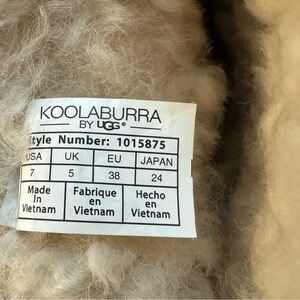 KOOLABURRA
BY UGG®
Style Number: 1015875
USA UK EU JAPAN
7 5 38 24
Made Fabrique Hecho
In en en
Vietnam Vietnam Vietnam